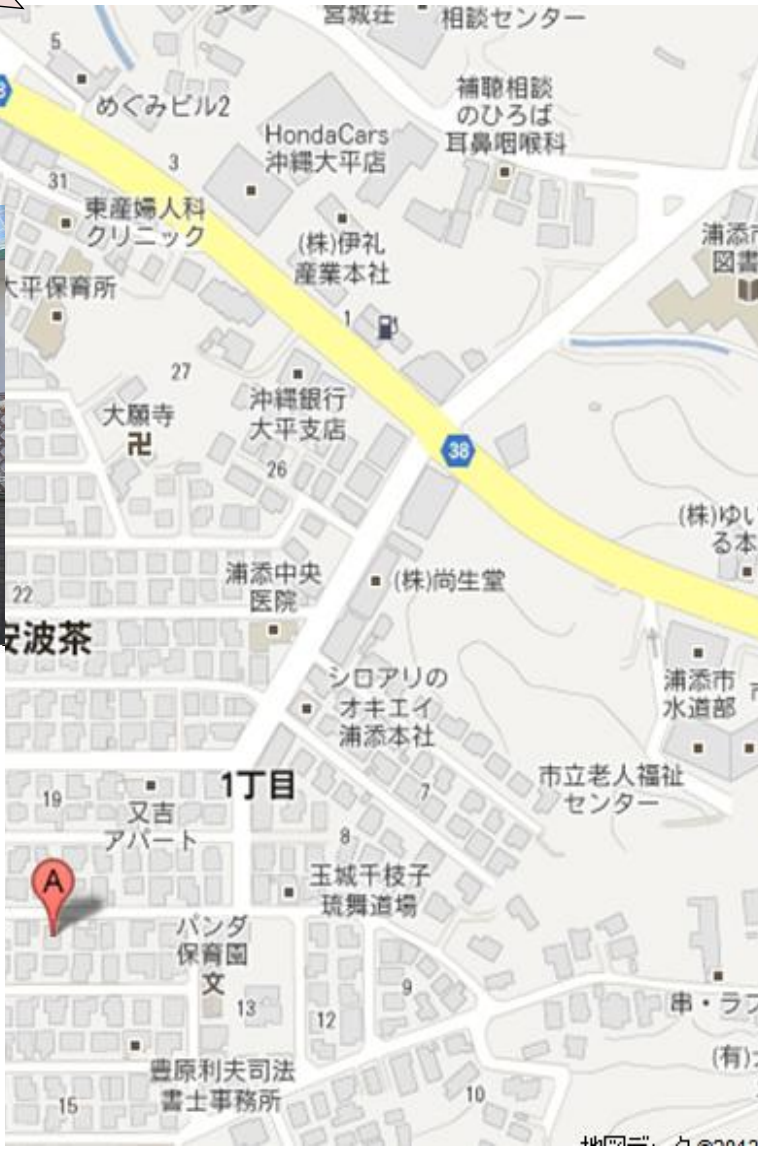 宮城荘
相談センター
5
めぐみビル2
補聴相談
のひろば
耳鼻咽喉科
HondaCars
沖縄大平店
3
31
東産婦人科
クリニック
(株)伊礼
産業本社
浦添市
図書
大平保育所
1
27
沖縄銀行
大平支店
大願寺
卍
38
26
(株)ゆい
る本
浦添中央
医院
(株)尚生堂
22
安波茶
シロアリの
オキエイ
浦添本社
浦添市
水道部
市立老人福祉
センター
1丁目
19
7
又吉
アパート
8
A
玉城千枝子
琉舞道場
パンダ
保育園
文
9
13
12
串・ラフ
豊原利夫司法
書士事務所
(有)
15
10
地図データ ©2012